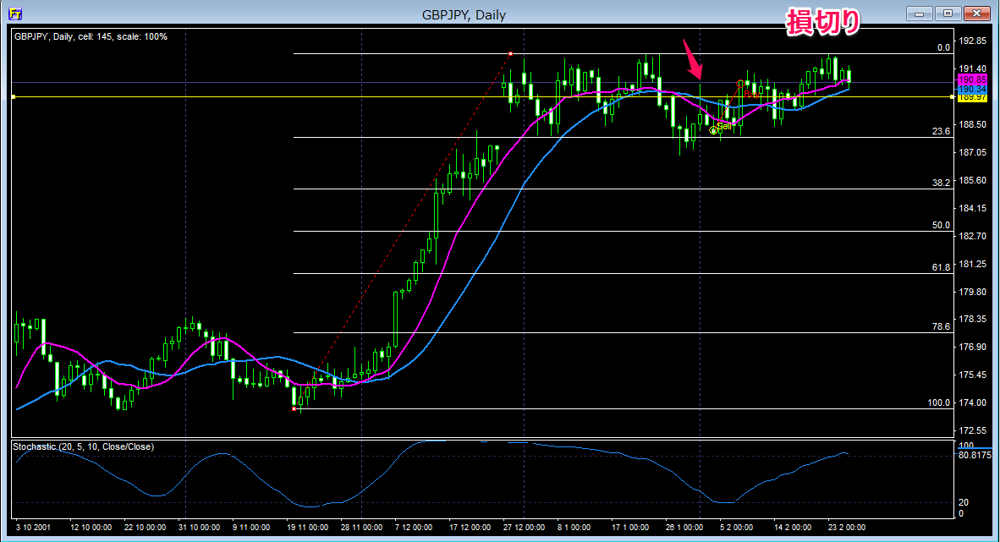 FT
GBPJPY, Daily
損切り
GBPJPY, Daily, cell: 145, scale: 100%
192.85
191.40
190.85
190.34
189.97
188.50
187.05
185.60
184.15
182.70
181.25
179.80
178.35
176.90
175.45
174.00
172.55
0.0
23.6
38.2
50.0
61.8
78.6
100.0
Sell
Stochastic (20, 5, 10, Close/Close)
100
80.8175
20
0
3 10 2001
12 10 00:00
22 10 00:00
31 10 00:00
9 11 00:00
19 11 00:00
28 11 00:00
7 12 00:00
17 12 00:00
27 12 00:00
8 1 00:00
17 1 00:00
28 1 00:00
5 2 00:00
14 2 00:00
23 2 00:00